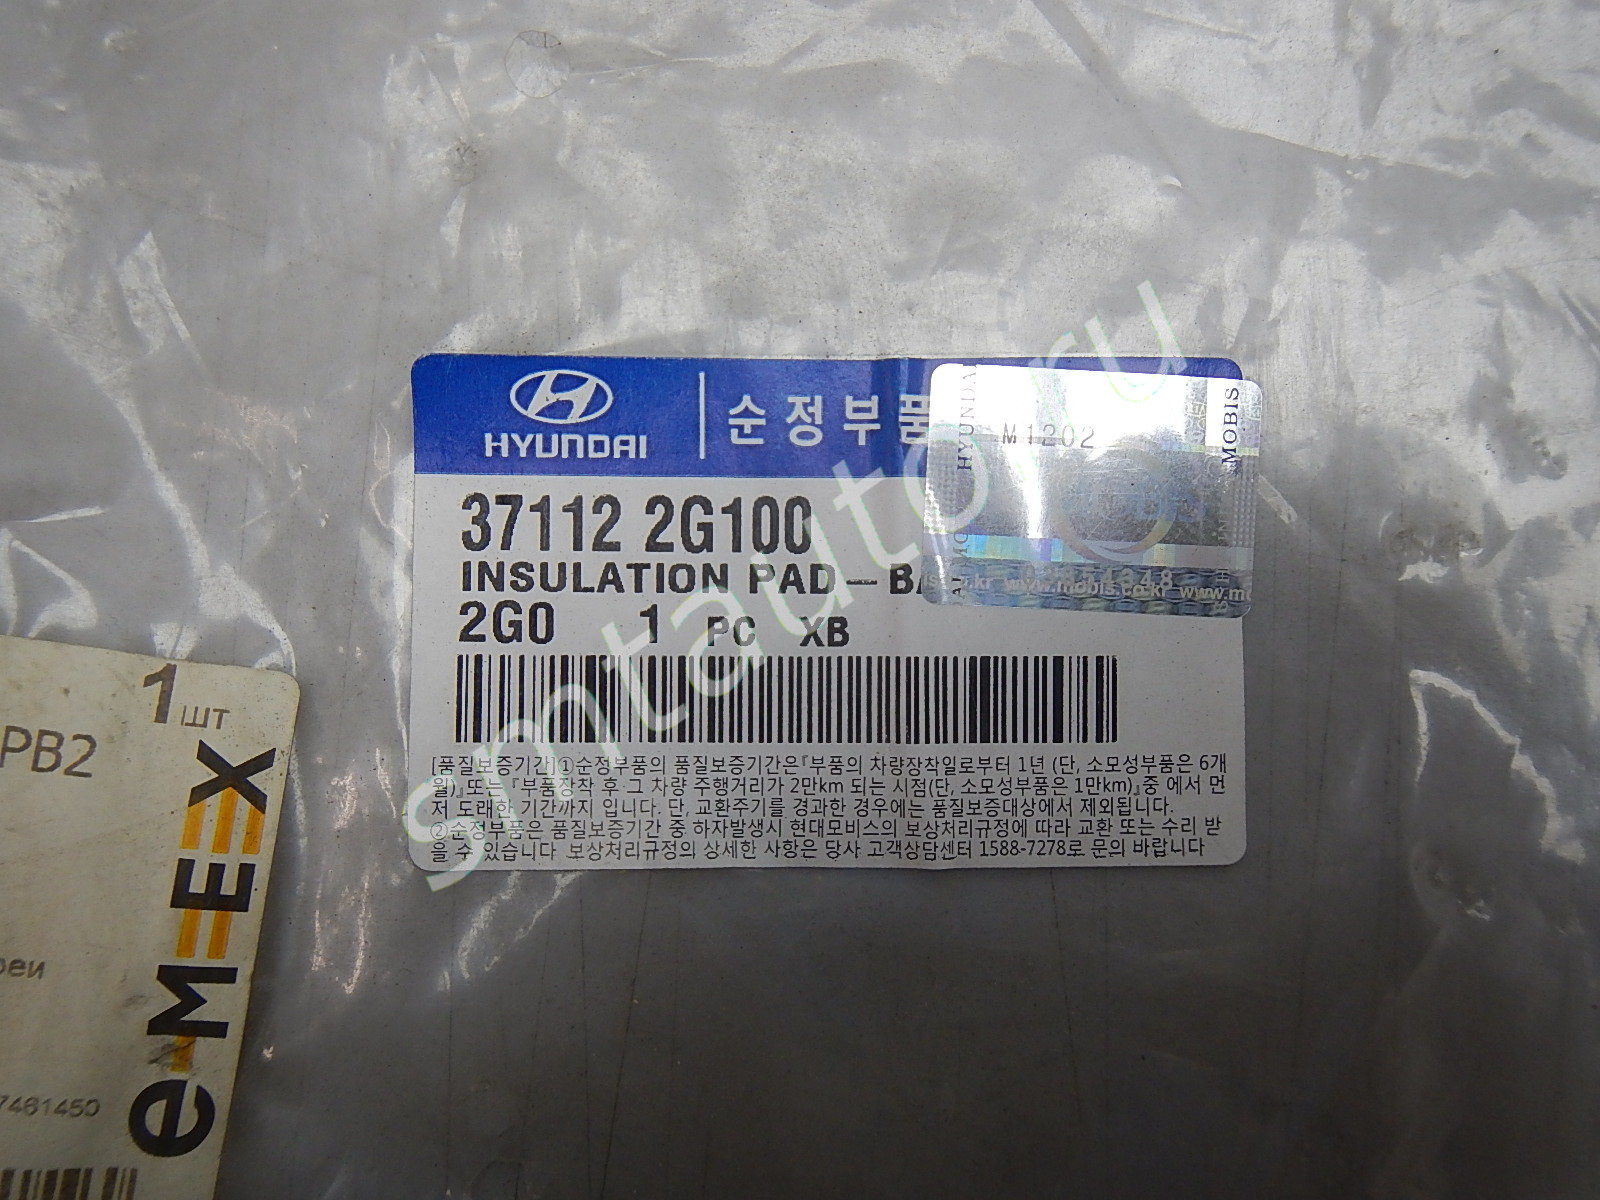 HYUNDAI
순정부품
37112 2G100
INSULATION PAD-BA
2G0 1 PC XB
[품질보증기간]①순정부품의 품질보증기간은『부품의 차량장착일로부터 1년 (단, 소모성부품은 6개
월)』또는『부품장착 후 그 차량 주행거리가 2만km 되는 시점(단, 소모성부품은 1만km)』중 에서 먼
저 도래한 기간까지 입니다. 단, 교환주기를 경과한 경우에는 품질보증대상에서 제외됩니다.
②순정부품은 품질보증기간 중 하자발생시 현대모비스의 보상처리규정에 따라 교환 또는 수리 받
을 수 있습니다 보상처리규정의 상세한 사항은 당사 고객상담센터 1588-7278로 문의 바랍니다
HYUNDAI
MOBIS
M1202
www.mobis.co.kr
1 шт
PB2
реи
7461450
e-MEX
smtauto.ru